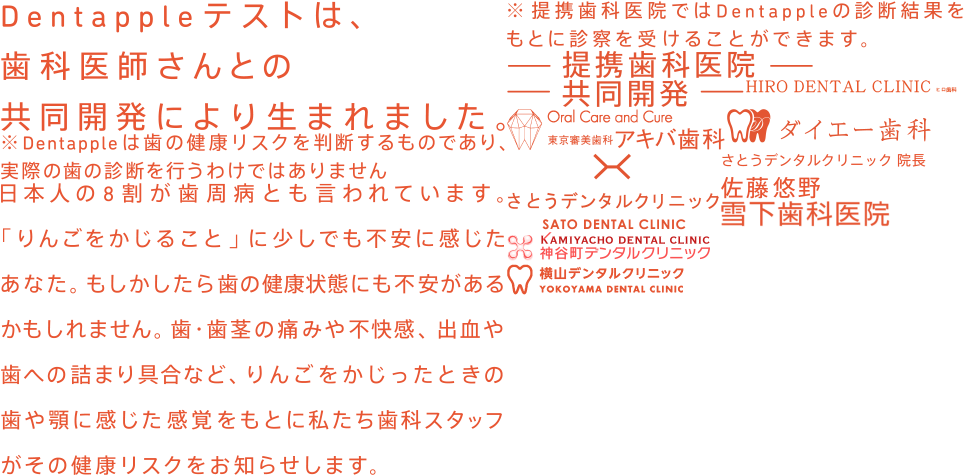 Dentappleテストは、
歯科医師さんとの
共同開発により生まれました。
※Dentappleは歯の健康リスクを判断するものであり、
実際の歯の診断を行うわけではありません
日本人の8割が歯周病とも言われています。
「りんごをかじること」に少しでも不安に感じた
あなた。もしかしたら歯の健康状態にも不安がある
かもしれません。歯・歯茎の痛みや不快感、出血や
歯への詰まり具合など、りんごをかじったときの
歯や顎に感じた感覚をもとに私たち歯科スタッフ
がその健康リスクをお知らせします。
※提携歯科医院ではDentappleの診断結果を
もとに診察を受けることができます。
提携歯科医院
共同開発
HIRO DENTAL CLINIC ヒロ歯科
Oral Care and Cure
東京審美歯科アキバ歯科
ダイエー歯科
さとうデンタルクリニック 院長
佐藤悠野
さとうデンタルクリニック
SATO DENTAL CLINIC
雪下歯科医院
KAMIYACHO DENTAL CLINIC
神谷町デンタルクリニック
横山デンタルクリニック
YOKOYAMA DENTAL CLINIC